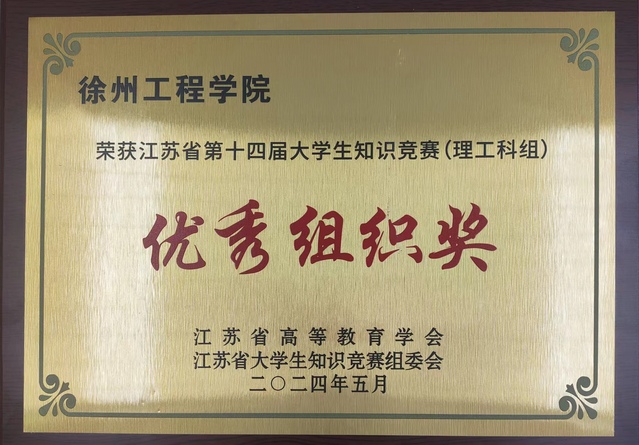 徐州工程学院
荣获江苏省第十四届大学生知识竞赛(理工科组)
优秀组织奖
江苏省高等教育学会
江苏省大学生知识竞赛组委会
二〇二四年五月